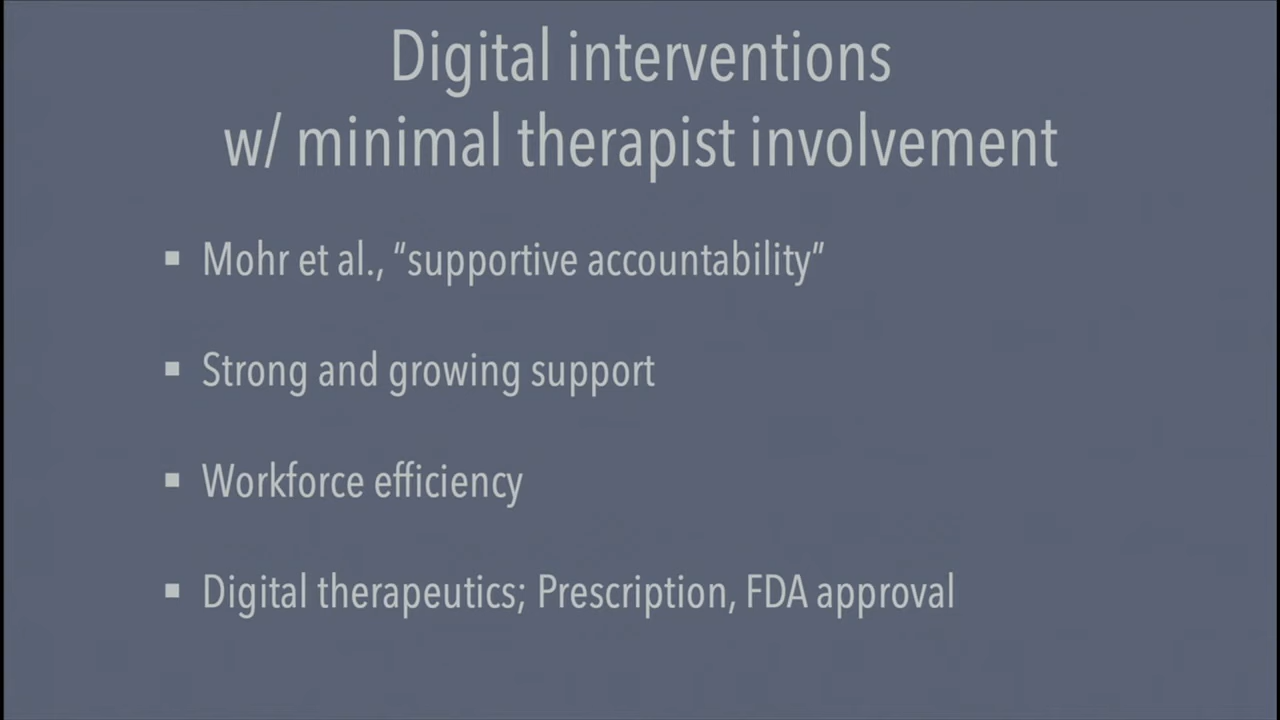 Digital interventions
w/ minimal therapist involvement
▪ Mohr et al., “supportive accountability”
▪ Strong and growing support
▪ Workforce efficiency
▪ Digital therapeutics; Prescription, FDA approval